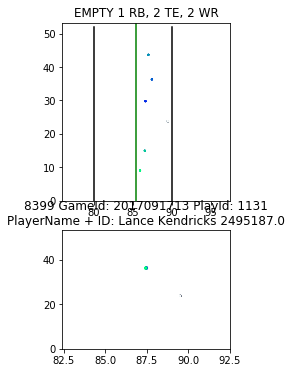 EMPTY 1 RB, 2 TE, 2 WR
50
40
30
20
10
0
80 85 90 95
8399 GameId: 2017091713 PlayId: 1131
PlayerName + ID: Lance Kendricks 2495187.0
40
20
0
82.5 85.0 87.5 90.0 92.5